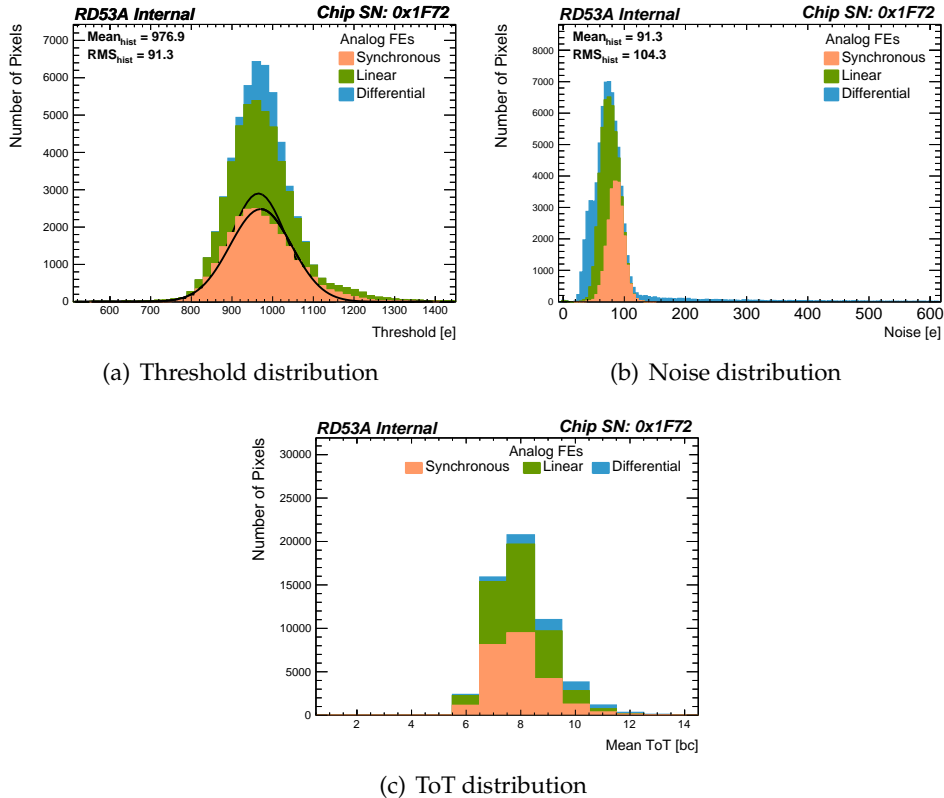 RD53A Internal Chip SN: 0x1F72
Mean_hist = 976.9
RMS_hist = 91.3
Analog FEs
Synchronous
Linear
Differential
Number of Pixels
7000
6000
5000
4000
3000
2000
1000
0
600 700 800 900 1000 1100 1200 1300 1400
Threshold [e]
(a) Threshold distribution
RD53A Internal Chip SN: 0x1F72
Mean_hist = 91.3
RMS_hist = 104.3
Analog FEs
Synchronous
Linear
Differential
Number of Pixels
8000
7000
6000
5000
4000
3000
2000
1000
0
0 100 200 300 400 500 600
Noise [e]
(b) Noise distribution
RD53A Internal Chip SN: 0x1F72
Analog FEs
Synchronous Linear Differential
Number of Pixels
30000
25000
20000
15000
10000
5000
0
2 4 6 8 10 12 14
Mean ToT [bc]
(c) ToT distribution